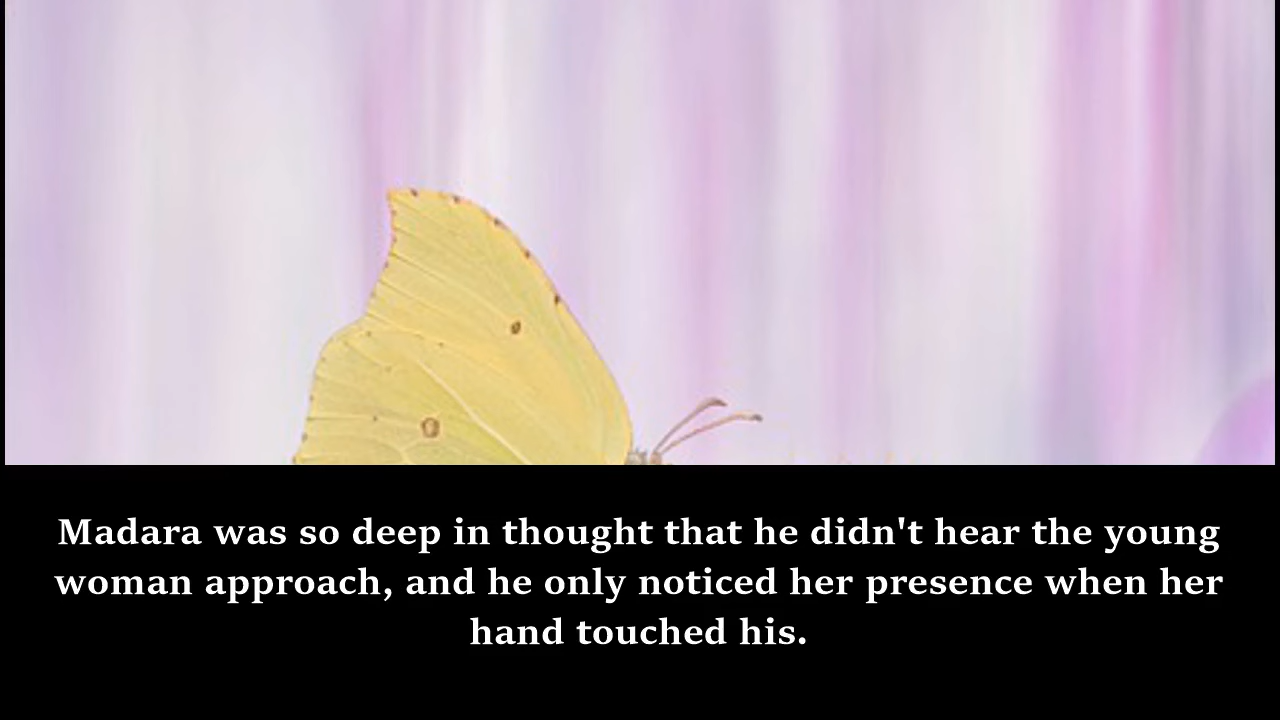 Madara was so deep in thought that he didn't hear the young
woman approach, and he only noticed her presence when her
hand touched his.